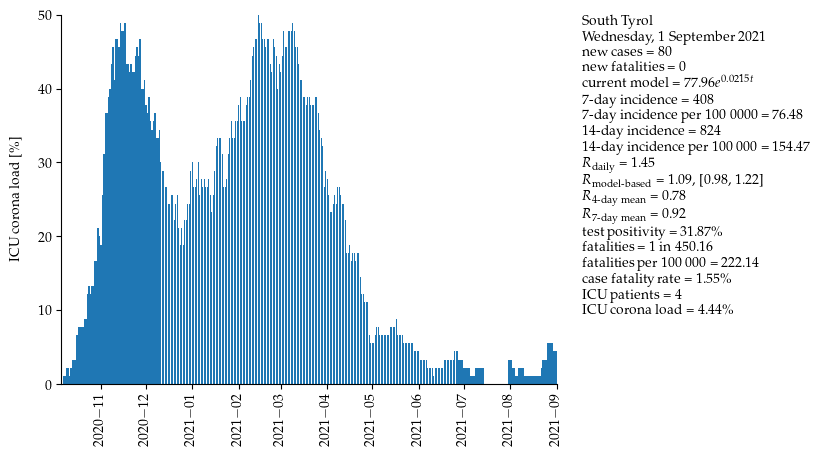 50
40
30
20
10
0
ICU corona load [%]
2020−11
2020−12
2021−01
2021−02
2021−03
2021−04
2021−05
2021−06
2021−07
2021−08
2021−09
South Tyrol
Wednesday, 1 September 2021
new cases = 80
new fatalities = 0
current model = 77.96e^0.0215t
7-day incidence = 408
7-day incidence per 100 0000 = 76.48
14-day incidence = 824
14-day incidence per 100 000 = 154.47
R_daily = 1.45
R_model-based = 1.09, [0.98, 1.22]
R_4-day mean = 0.78
R_7-day mean = 0.92
test positivity = 31.87%
fatalities = 1 in 450.16
fatalities per 100 000 = 222.14
case fatality rate = 1.55%
ICU patients = 4
ICU corona load = 4.44%